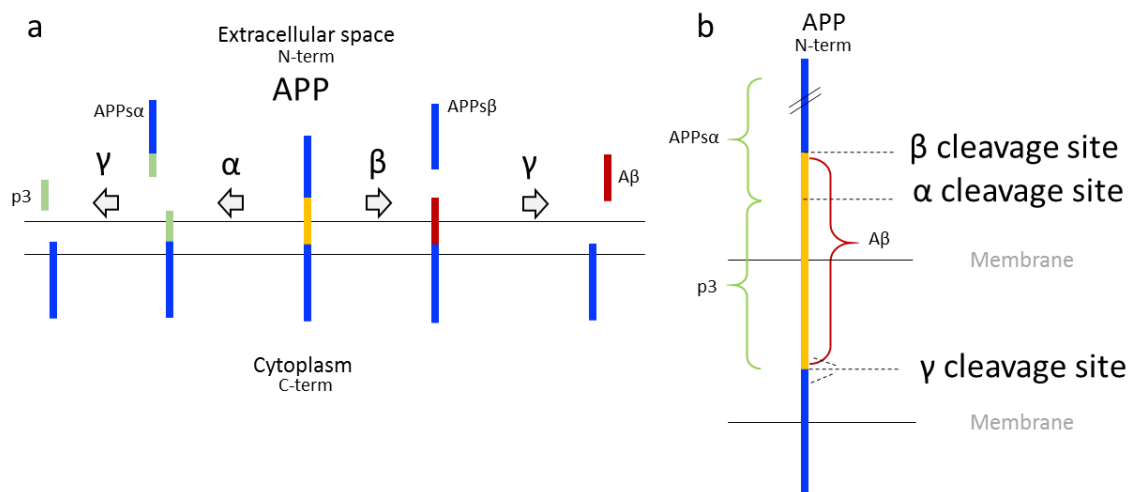 a
Extracellular space
N-term
APP
APPsα
APPsβ
γ
α
β
γ
p3
Aβ
Cytoplasm
C-term
b
APP
N-term
APPsα
β cleavage site
α cleavage site
Aβ
Membrane
p3
γ cleavage site
Membrane